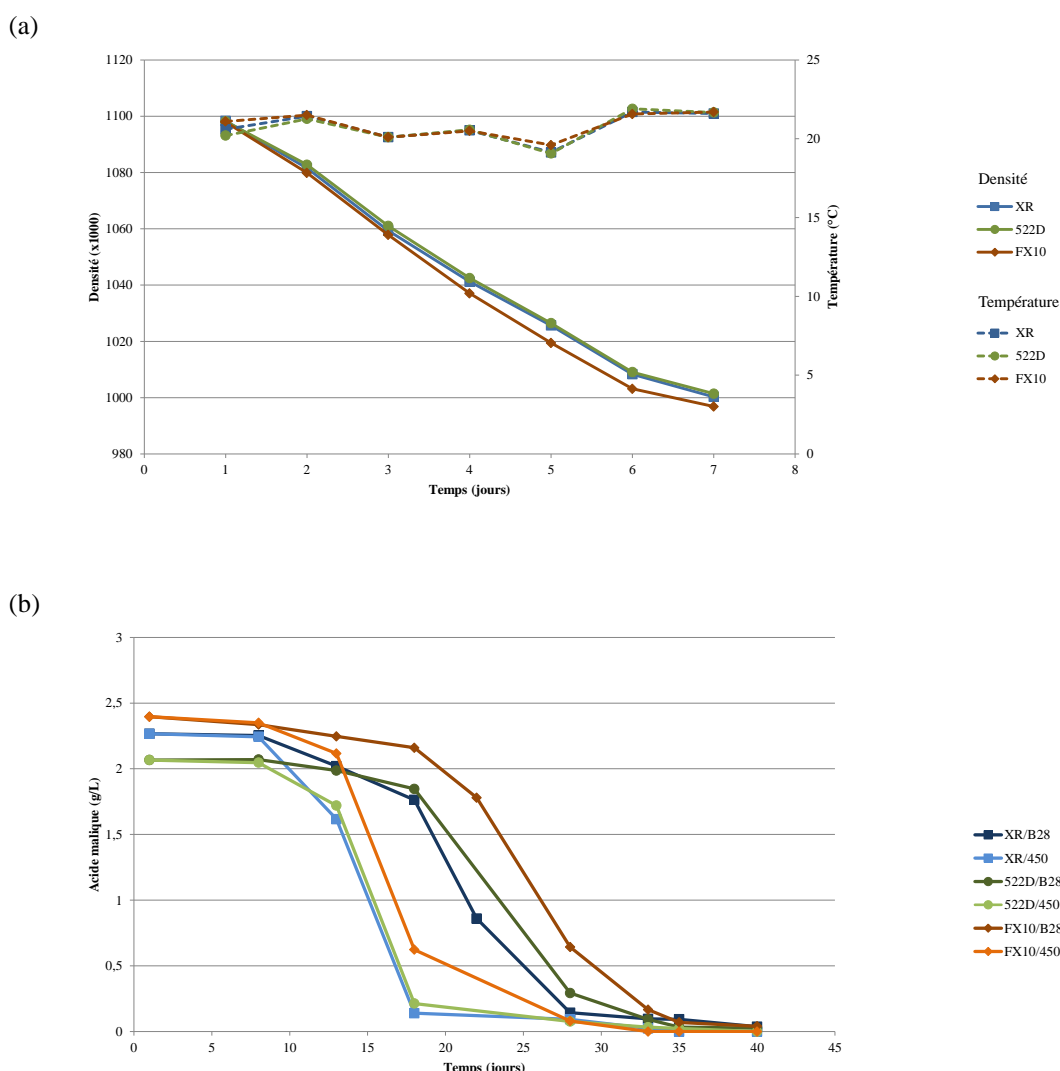 (a)
1120
1100
1080
1060
1040
1020
1000
980
Densité (x1000)
25
20
15
10
5
0
Température (°C)
0 1 2 3 4 5 6 7 8
Temps (jours)
Densité
XR
522D
FX10
Température
XR
522D
FX10
(b)
3
2,5
2
1,5
1
0,5
0
Acide malique (g/L)
0 5 10 15 20 25 30 35 40 45
Temps (jours)
XR/B28
XR/450
522D/B28
522D/450
FX10/B28
FX10/450